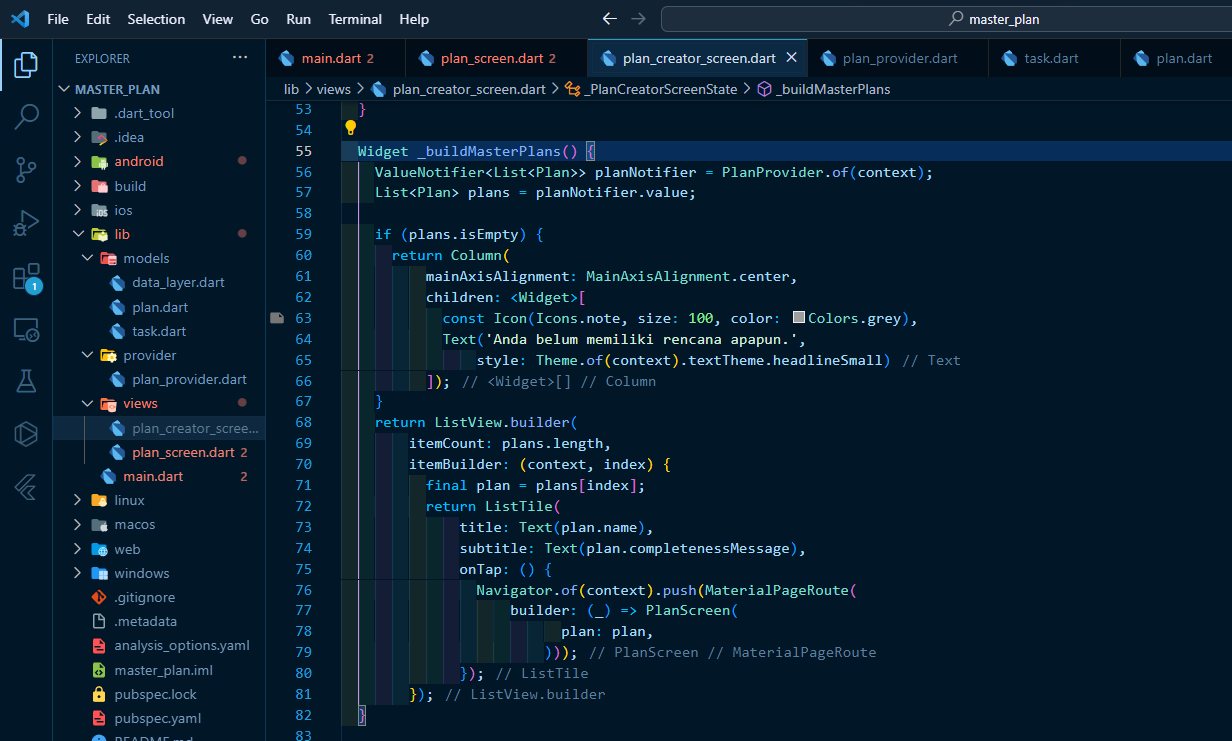 File Edit Selection View Go Run Terminal Help
master_plan
EXPLORER
main.dart 2
plan_screen.dart 2
plan_creator_screen.dart
plan_provider.dart
task.dart
plan.dart
lib > views > plan_creator_screen.dart > _PlanCreatorScreenState > _buildMasterPlans
MASTER_PLAN
.dart_tool
.idea
android
build
ios
lib
models
data_layer.dart
plan.dart
task.dart
provider
plan_provider.dart
views
plan_creator_scree...
plan_screen.dart 2
main.dart 2
linux
macos
web
windows
.gitignore
.metadata
analysis_options.yaml
master_plan.iml
pubspec.lock
pubspec.yaml
README.md
1
53 }
54
55 Widget _buildMasterPlans() {
56 ValueNotifier<List<Plan>> planNotifier = PlanProvider.of(context);
57 List<Plan> plans = planNotifier.value;
58
59 if (plans.isEmpty) {
60 return Column(
61 mainAxisAlignment: MainAxisAlignment.center,
62 children: <Widget>[
63 const Icon(Icons.note, size: 100, color: Colors.grey),
64 Text('Anda belum memiliki rencana apapun.',
65 style: Theme.of(context).textTheme.headlineSmall) // Text
66 ]); // <Widget>[] // Column
67 }
68 return ListView.builder(
69 itemCount: plans.length,
70 itemBuilder: (context, index) {
71 final plan = plans[index];
72 return ListTile(
73 title: Text(plan.name),
74 subtitle: Text(plan.completenessMessage),
75 onTap: () {
76 Navigator.of(context).push(MaterialPageRoute(
77 builder: (_) => PlanScreen(
78 plan: plan,
79 ))); // PlanScreen // MaterialPageRoute
80 }); // ListTile
81 }); // ListView.builder
82 }
83